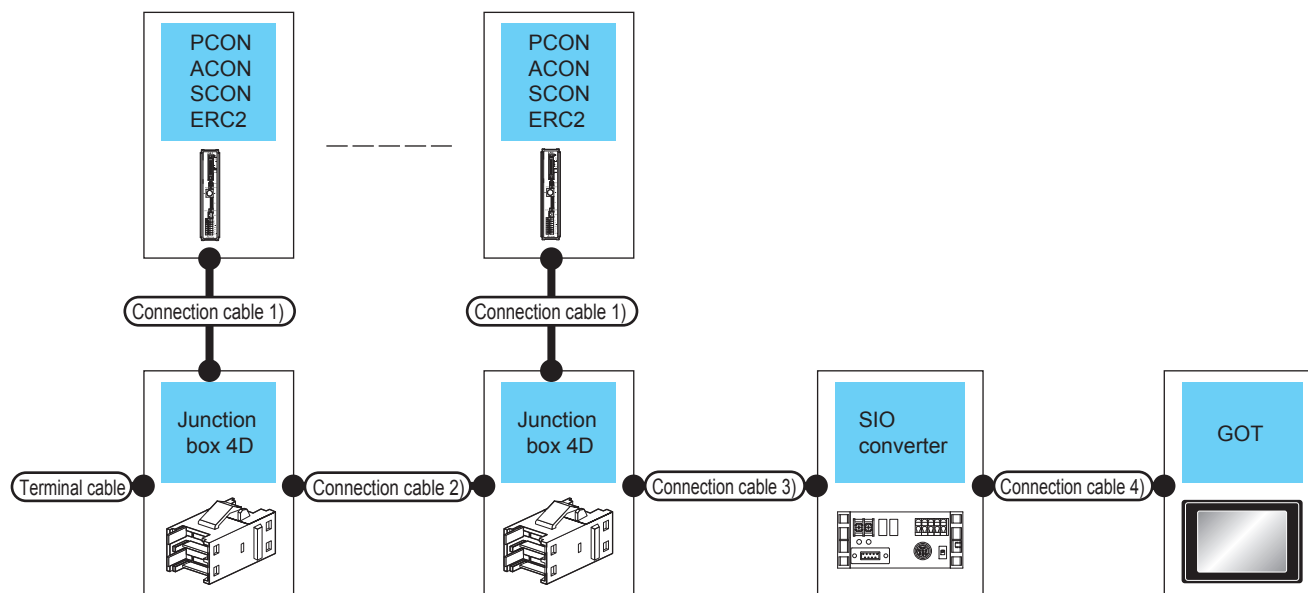 PCON
ACON
SCON
ERC2
PCON
ACON
SCON
ERC2
Connection cable 1)
Connection cable 1)
Junction
box 4D
Junction
box 4D
SIO
converter
GOT
Terminal cable
Connection cable 2)
Connection cable 3)
Connection cable 4)